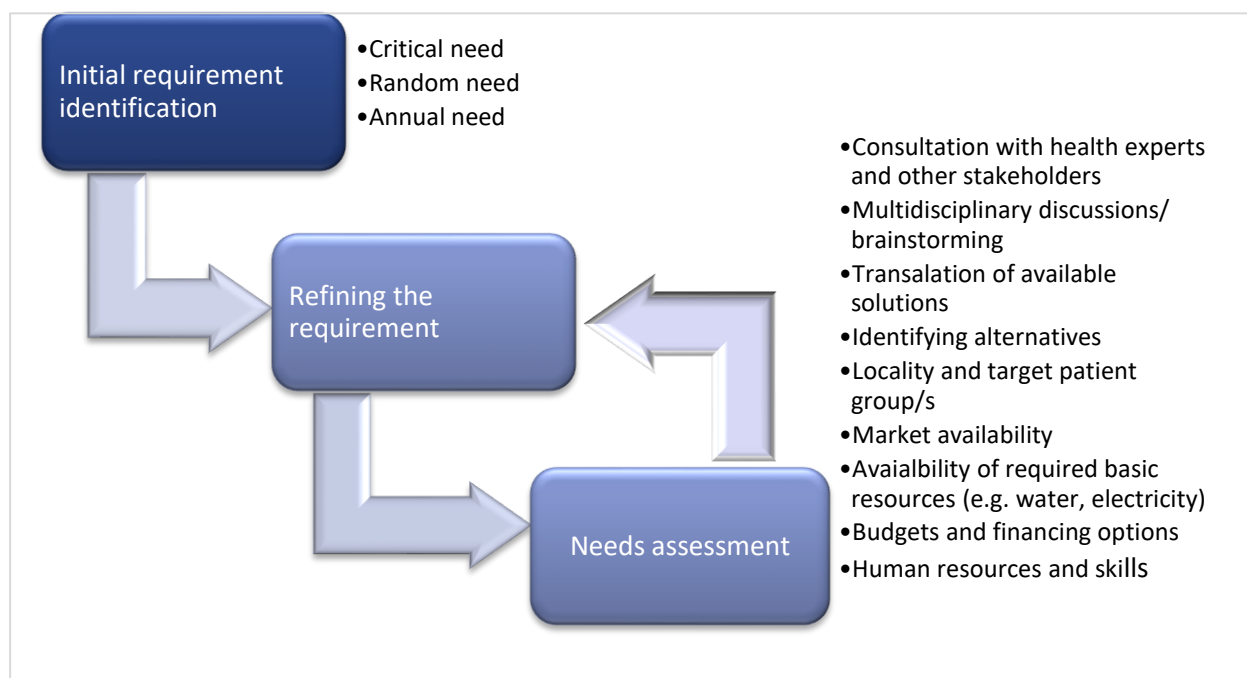 Initial requirement
identification
•Critical need
•Random need
•Annual need
Refining the
requirement
Needs assessment
•Consultation with health experts
and other stakeholders
•Multidisciplinary discussions/
brainstorming
•Transalation of available
solutions
•Identifying alternatives
•Locality and target patient
group/s
•Market availability
•Avaialbility of required basic
resources (e.g. water, electricity)
•Budgets and financing options
•Human resources and skills